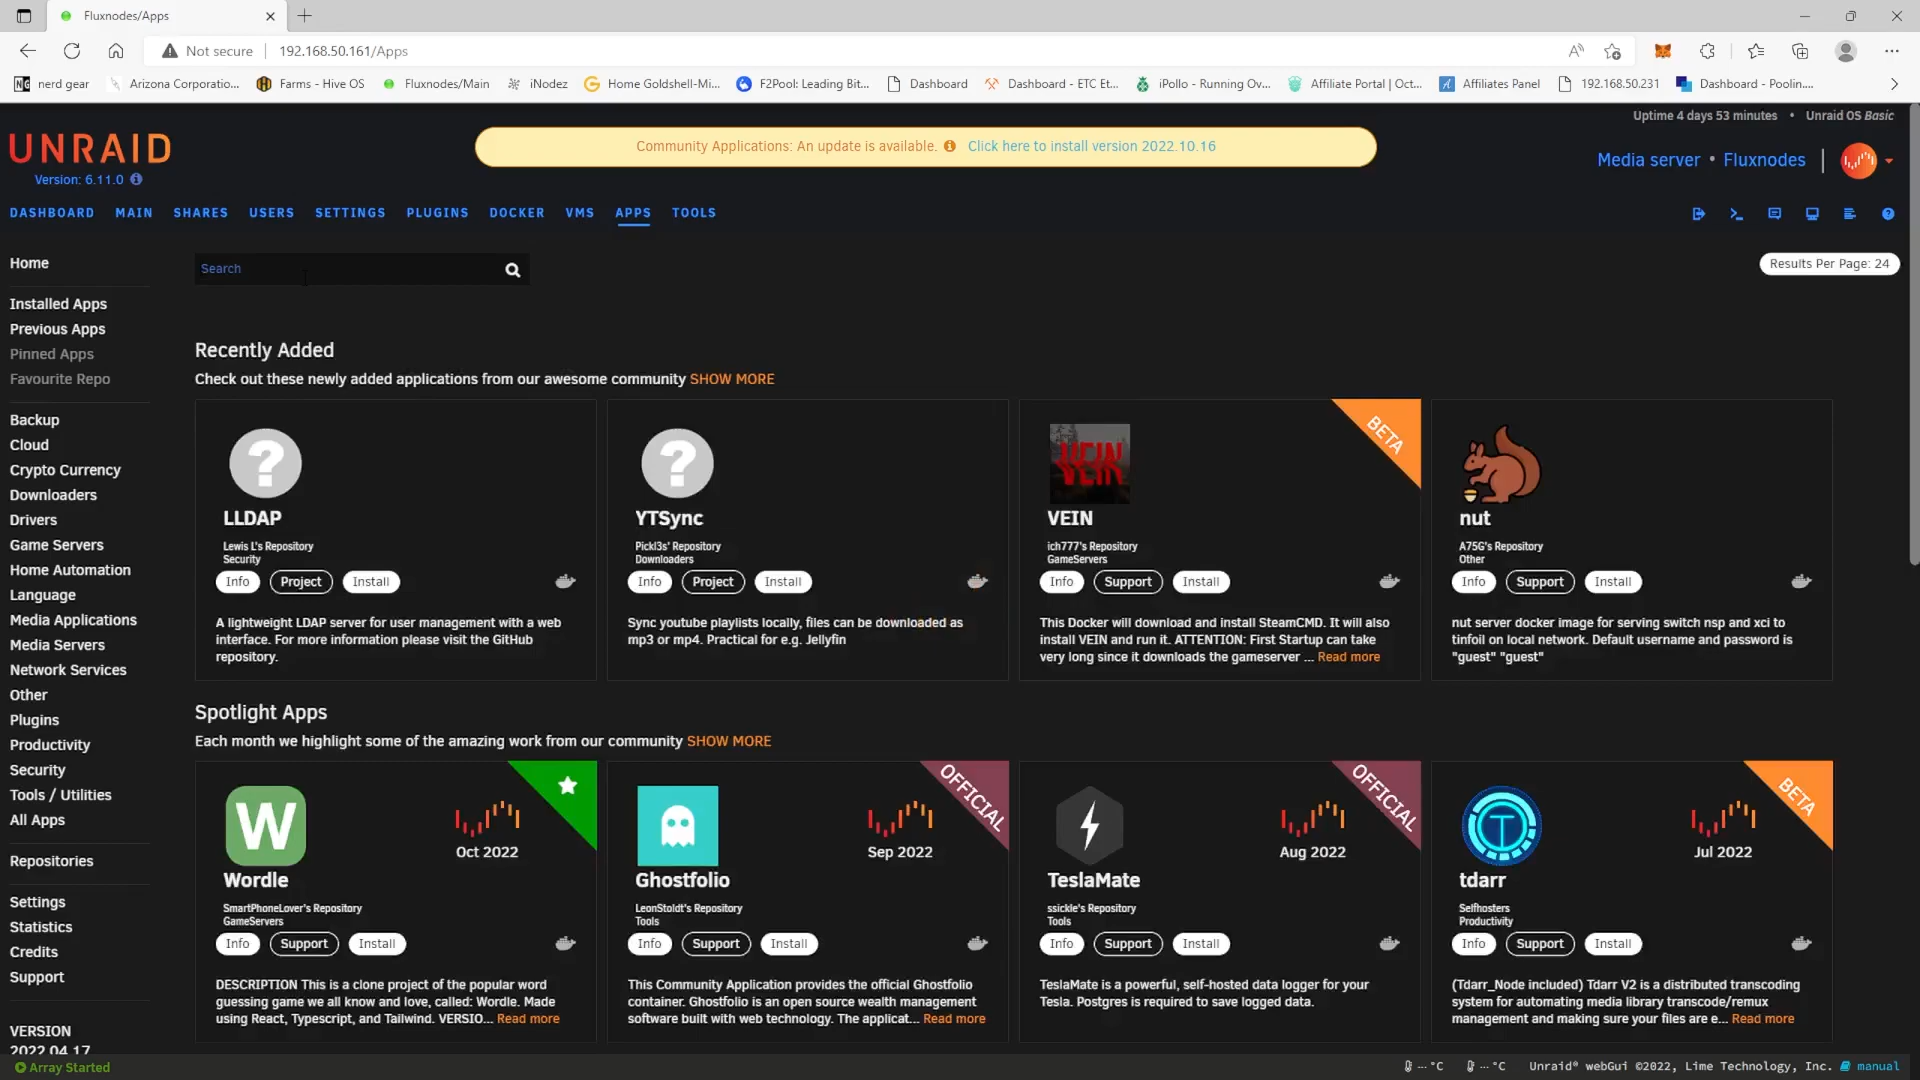 Fluxnodes/Apps
Not secure
192.168.50.161/Apps
nerd gear
Arizona Corporatio...
Farms - Hive OS
Fluxnodes/Main
iNodez
Home Goldshell-Mi...
F2Pool: Leading Bit...
Dashboard
Dashboard - ETC Et...
iPollo - Running Ov...
Affiliate Portal | Oct...
Affiliates Panel
192.168.50.231
Dashboard - Poolin....
Uptime 4 days 53 minutes • Unraid OS Basic
UNRAID
Version: 6.11.0
Community Applications: An update is available. Click here to install version 2022.10.16
Media server • Fluxnodes
DASHBOARD MAIN SHARES USERS SETTINGS PLUGINS DOCKER VMS APPS TOOLS
Home
Installed Apps
Previous Apps
Pinned Apps
Favourite Repo
Backup
Cloud
Crypto Currency
Downloaders
Drivers
Game Servers
Home Automation
Language
Media Applications
Media Servers
Network Services
Other
Plugins
Productivity
Security
Tools / Utilities
All Apps
Repositories
Settings
Statistics
Credits
Support
VERSION
2022.04.17
Search
Results Per Page: 24
Recently Added
Check out these newly added applications from our awesome community SHOW MORE
?
LLDAP
Lewis L's Repository
Security
Info Project Install
A lightweight LDAP server for user management with a web
interface. For more information please visit the GitHub
repository.
?
YTSync
Pickl3s' Repository
Downloaders
Info Project Install
Sync youtube playlists locally, files can be downloaded as
mp3 or mp4. Practical for e.g. Jellyfin
BETA
VEIN
VEIN
ich777's Repository
GameServers
Info Support Install
This Docker will download and install SteamCMD. It will also
install VEIN and run it. ATTENTION: First Startup can take
very long since it downloads the gameserver ... Read more
nut
A75G's Repository
Other
Info Support Install
nut server docker image for serving switch nsp and xci to
tinfoil on local network. Default username and password is
"guest" "guest"
Spotlight Apps
Each month we highlight some of the amazing work from our community SHOW MORE
W
Oct 2022
Wordle
SmartPhoneLover's Repository
GameServers
Info Support Install
DESCRIPTION This is a clone project of the popular word
guessing game we all know and love, called: Wordle. Made
using React, Typescript, and Tailwind. VERSIO... Read more
OFFICIAL
Sep 2022
Ghostfolio
LeonStoldt's Repository
Tools
Info Support Install
This Community Application provides the official Ghostfolio
container. Ghostfolio is an open source wealth management
software built with web technology. The applicat... Read more
OFFICIAL
Aug 2022
TeslaMate
ssickle's Repository
Tools
Info Support Install
TeslaMate is a powerful, self-hosted data logger for your
Tesla. Postgres is required to save logged data.
BETA
T
Jul 2022
tdarr
Selfhosters
Productivity
Info Support Install
(Tdarr_Node included) Tdarr V2 is a distributed transcoding
system for automating media library transcode/remux
management and making sure your files are e... Read more
Array Started
-- °C -- °C Unraid® webGui ©2022, Lime Technology, Inc. manual